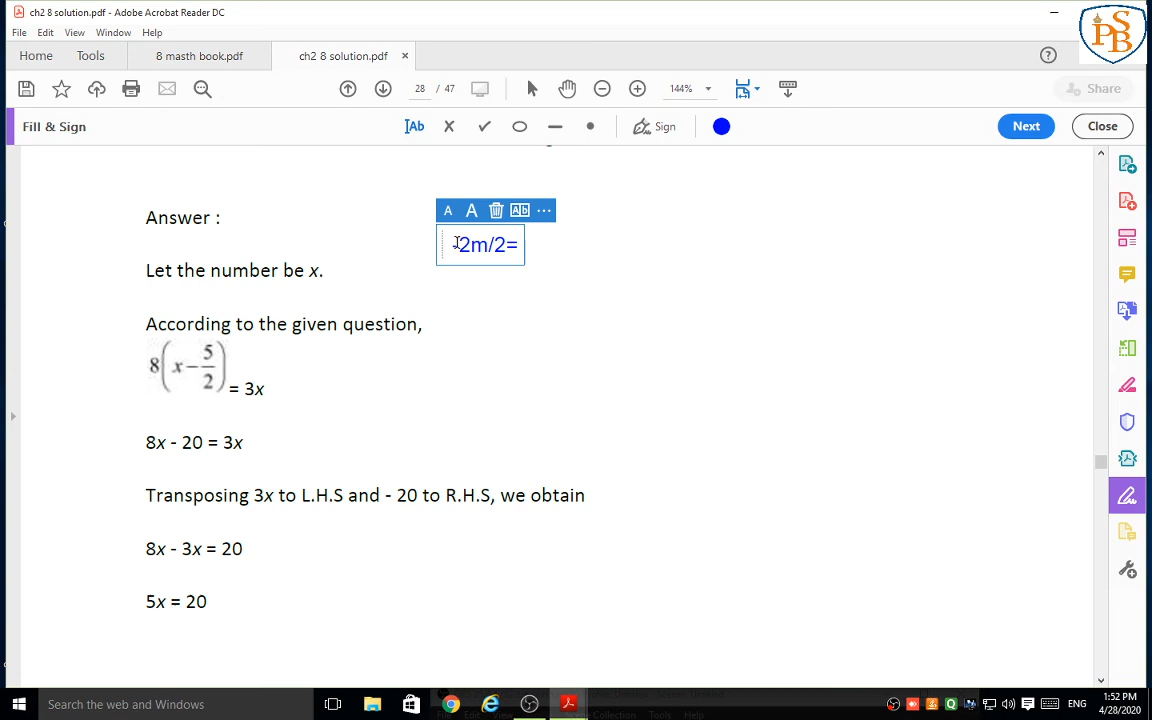 ch2 8 solution.pdf - Adobe Acrobat Reader DC
File Edit View Window Help
PSB
Home Tools 8 masth book.pdf ch2 8 solution.pdf ×
28 / 47 144% Share
Fill & Sign Ab Sign Next Close
A A Ab ...
Answer :
-2m/2=
Let the number be x.
According to the given question,
8(x - 5/2) = 3x
8x - 20 = 3x
Transposing 3x to L.H.S and - 20 to R.H.S, we obtain
8x - 3x = 20
5x = 20
Search the web and Windows
ENG
1:52 PM
4/28/2020